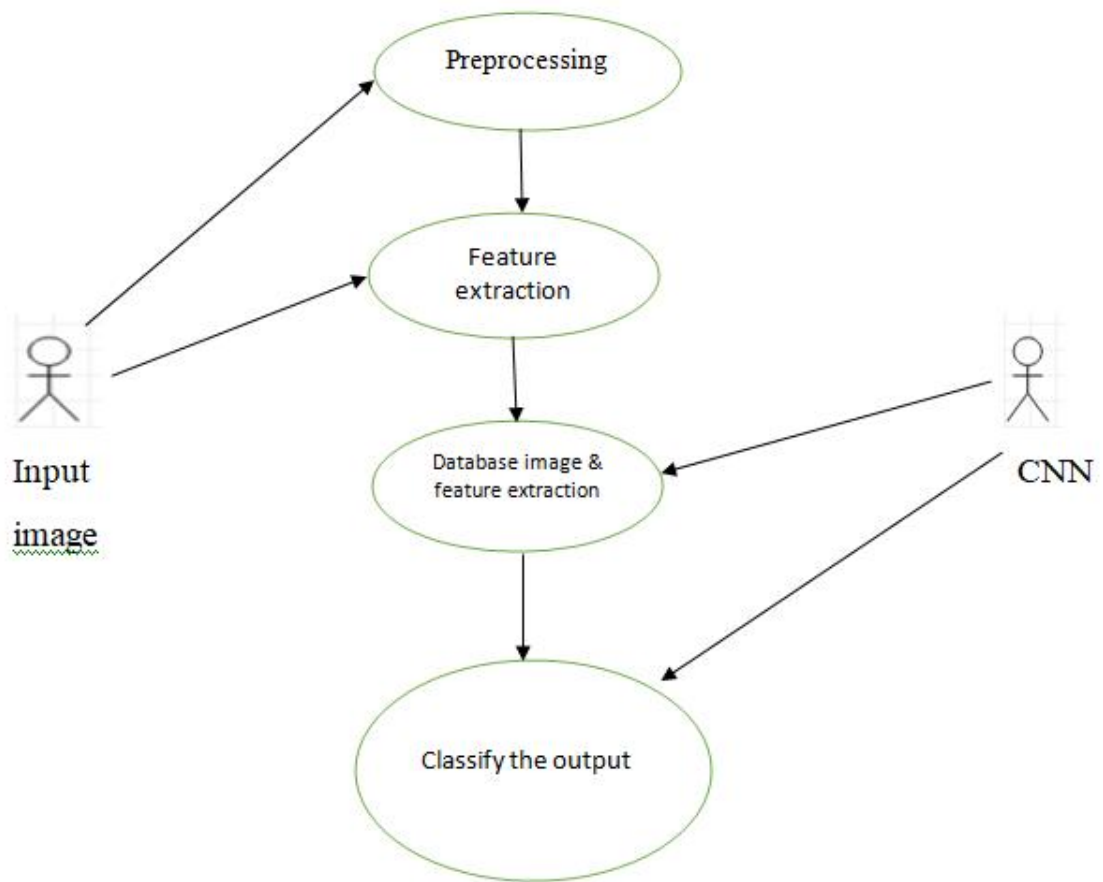 Preprocessing
Feature
extraction
Database image &
feature extraction
Input
image
CNN
Classify the output